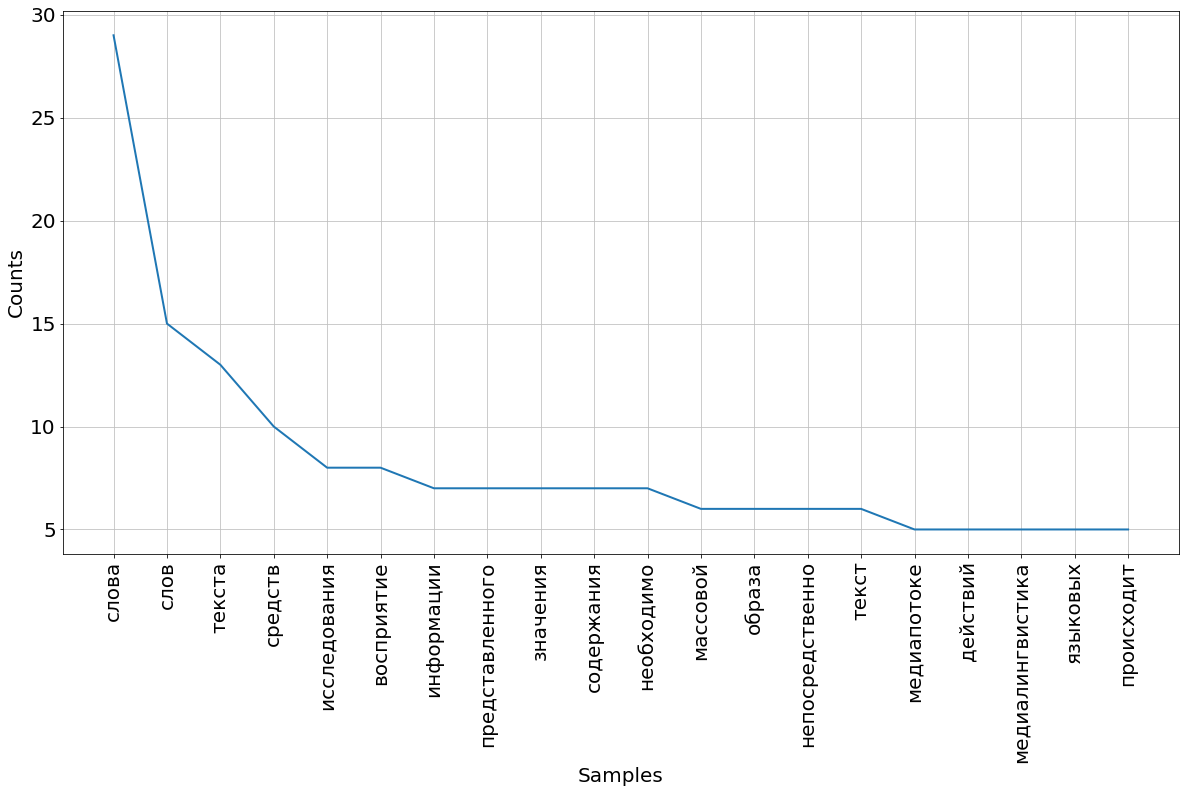 30
25
20
15
10
5
Counts
слова
слов
текста
средств
исследования
восприятие
информации
представленного
значения
содержания
необходимо
массовой
образа
непосредственно
текст
медиапотоке
действий
медиалингвистика
языковых
происходит
Samples